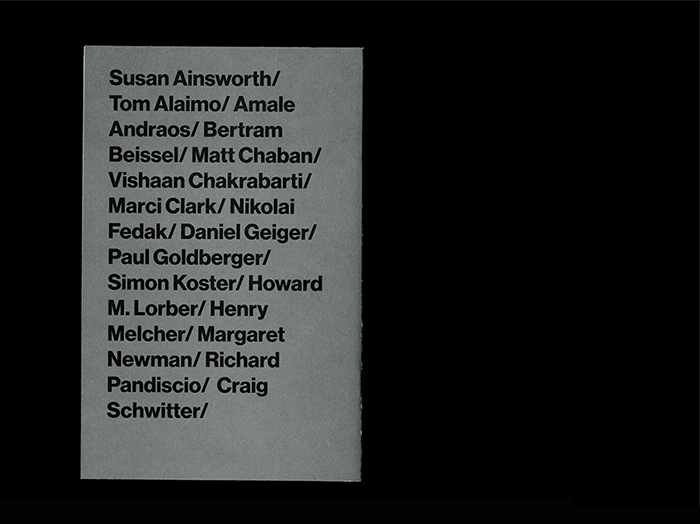 Susan Ainsworth/
Tom Alaimo/ Amale
Andraos/ Bertram
Beissel/ Matt Chaban/
Vishaan Chakrabarti/
Marci Clark/ Nikolai
Fedak/ Daniel Geiger/
Paul Goldberger/
Simon Koster/ Howard
M. Lorber/ Henry
Melcher/ Margaret
Newman/ Richard
Pandiscio/ Craig
Schwitter/